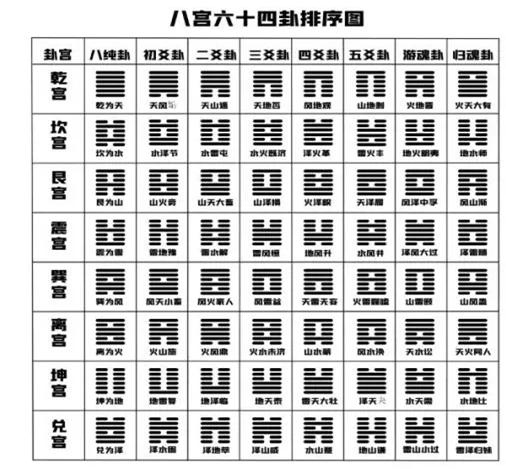 八宫六十四卦排序图
卦宫 八纯卦 初爻卦 二爻卦 三爻卦 四爻卦 五爻卦 游魂卦 归魂卦
乾宫 乾为天 天风 天山遁 天地否 风地观 山地剥 火地晋 火天大有
坎宫 坎为水 水泽节 水雷屯 水火既济 泽火革 雷火丰 地火明夷 地水师
艮宫 艮为山 山火贲 山天大畜 山泽损 火泽睽 天泽履 风泽中孚 风山渐
震宫 震为雷 雷地豫 雷水解 雷风恒 地风升 水风井 泽风大过 泽雷随
巽宫 巽为风 风天小畜 风火家人 风雷益 天雷无妄 火雷噬嗑 山雷颐 山风蛊
离宫 离为火 火山旅 火风鼎 火水未济 山水蒙 风水涣 天水讼 天火同人
坤宫 坤为地 地雷复 地泽临 地天泰 雷天大壮 泽天 水天需 水地比
兑宫 兑为泽 泽水困 泽地萃 泽山咸 水山蹇 地山谦 雷山小过 雷泽归妹